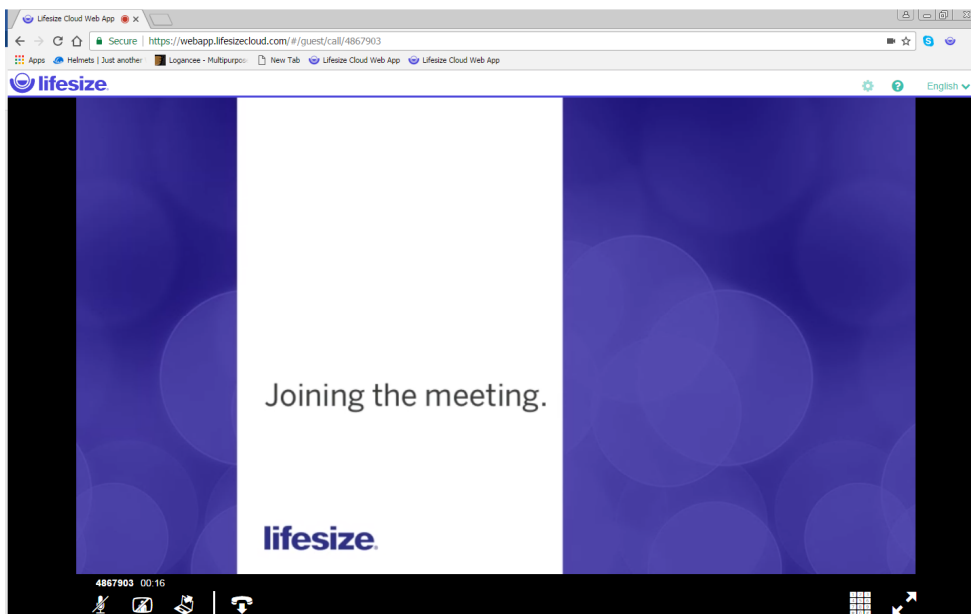 Lifesize Cloud Web App
Secure | https://webapp.lifesizecloud.com/#/guest/call/4867903
Apps Helmets | Just another Logancee - Multipurpos New Tab Lifesize Cloud Web App Lifesize Cloud Web App
lifesize English
Joining the meeting.
lifesize
4867903 00:16